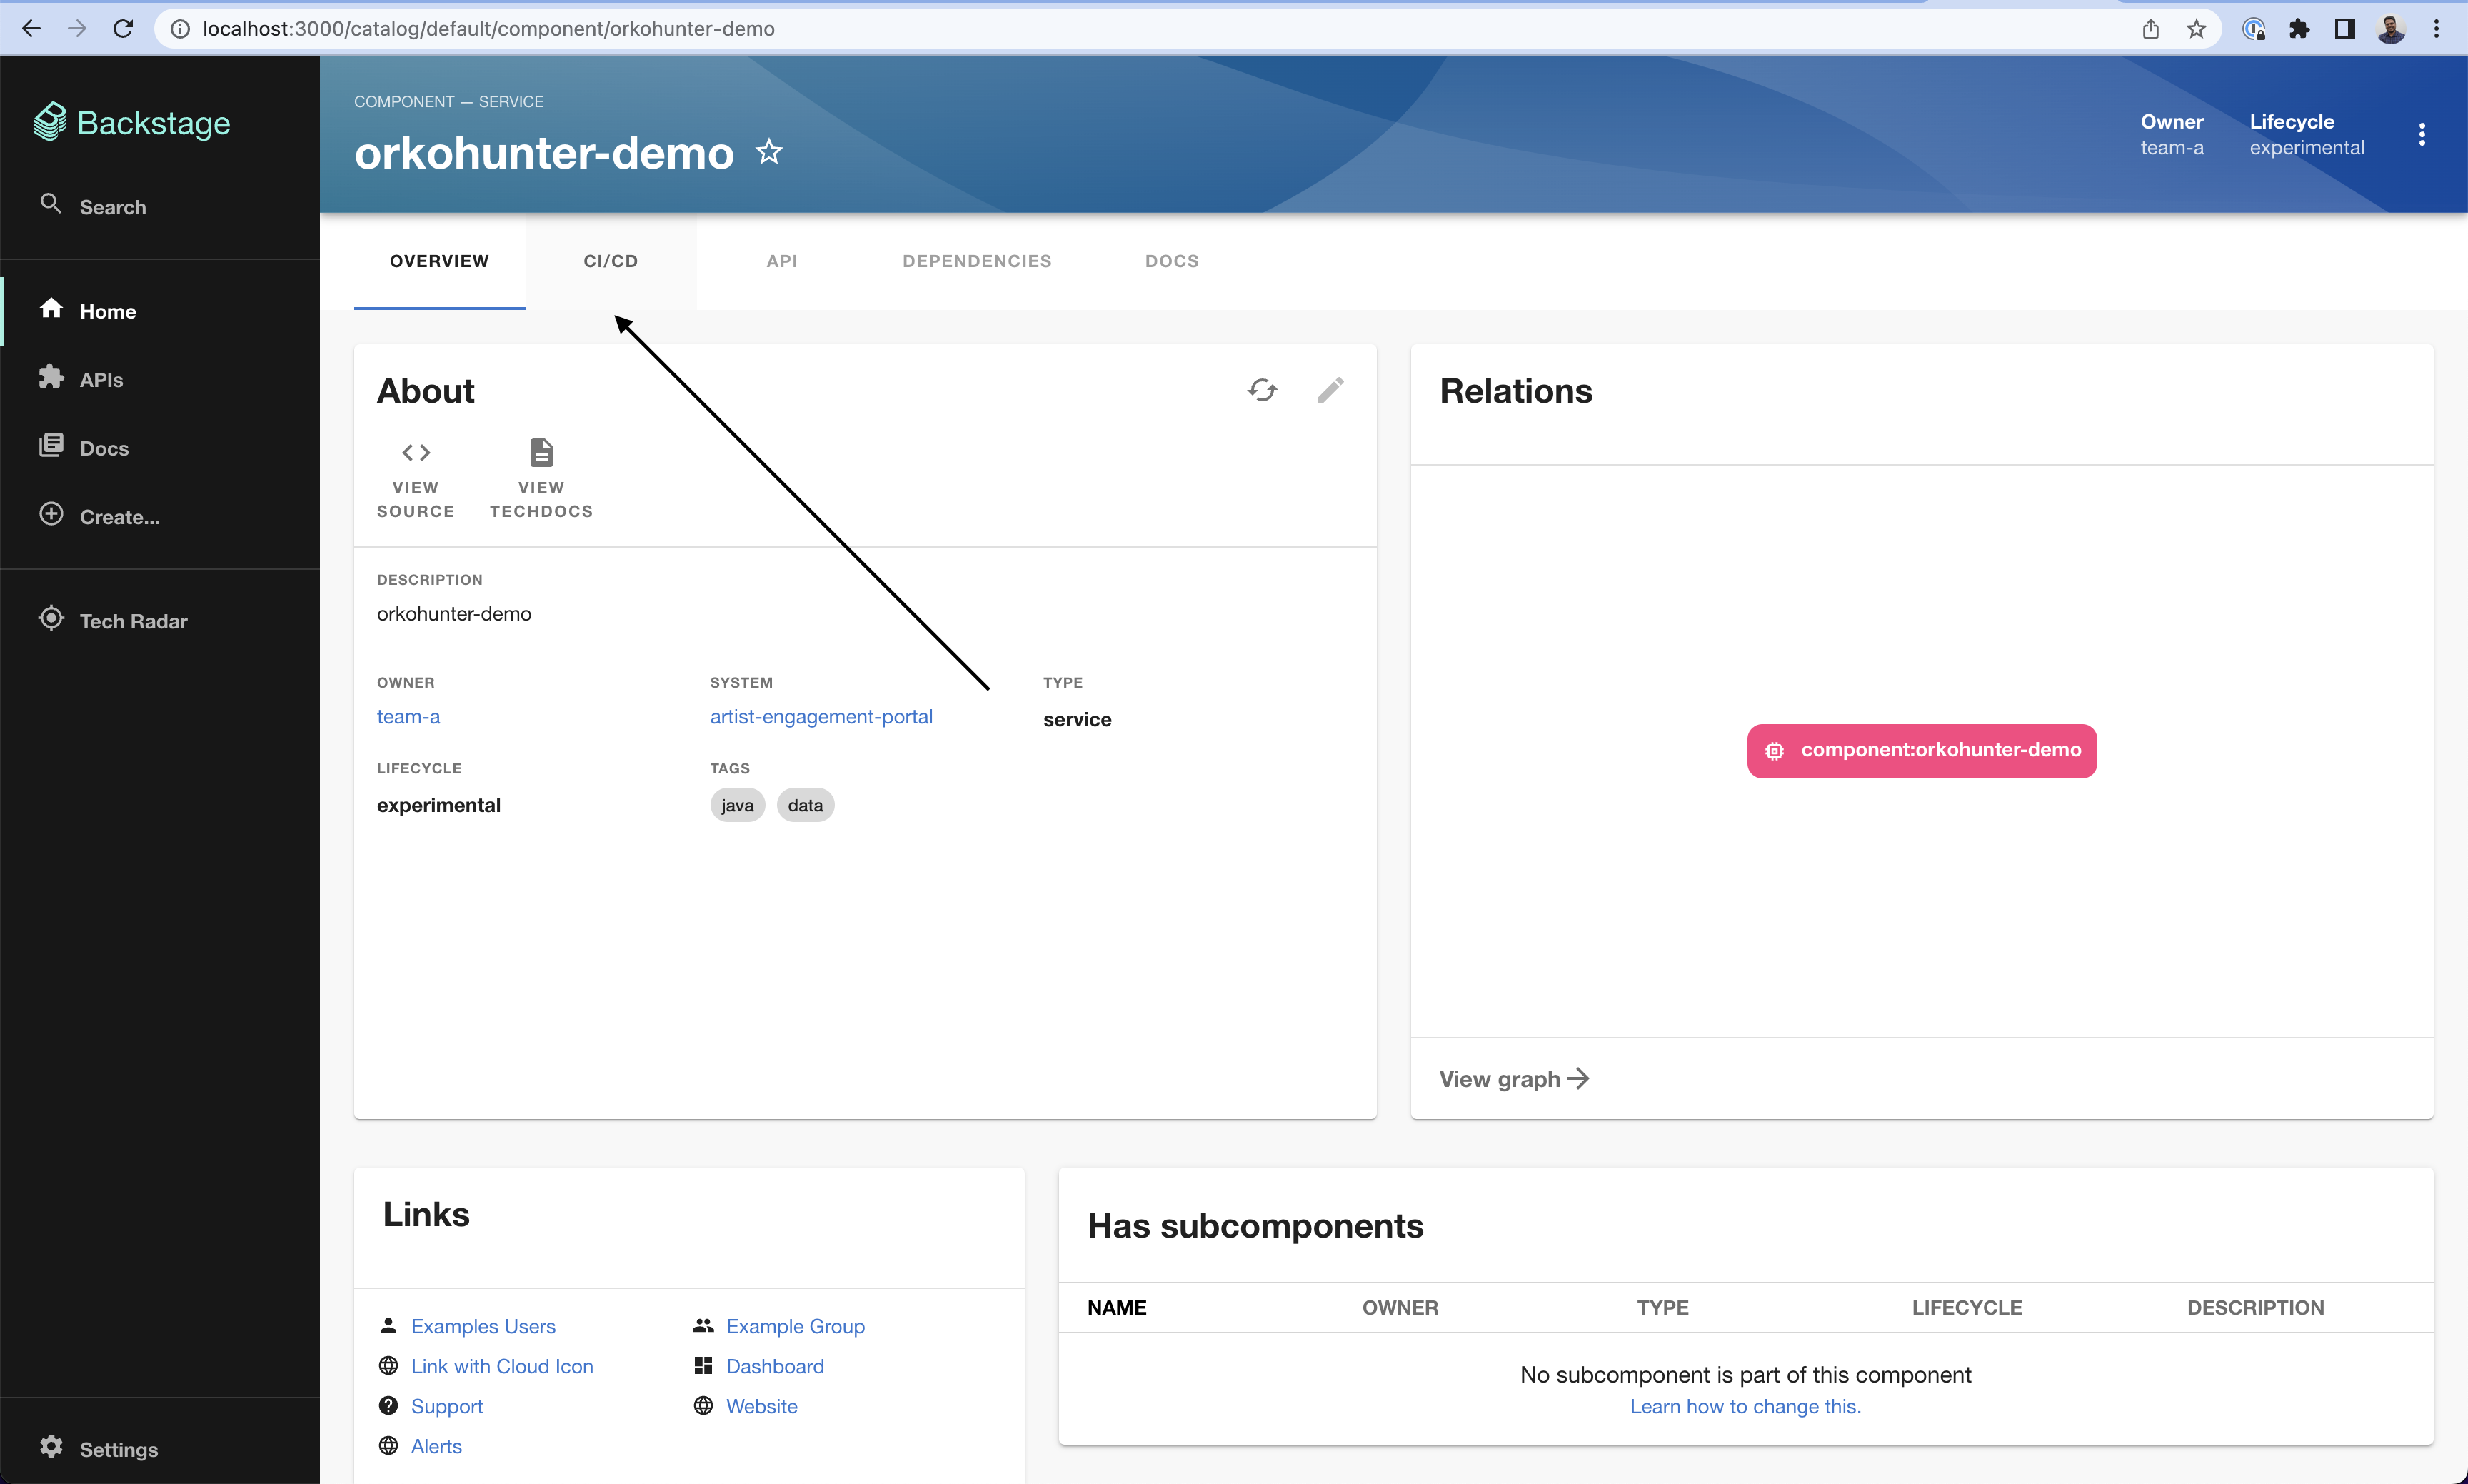 localhost:3000/catalog/default/component/orkohunter-demo
Backstage
Search
Home
APIs
Docs
Create...
Tech Radar
Settings
COMPONENT — SERVICE
orkohunter-demo
Owner
team-a
Lifecycle
experimental
OVERVIEW CI/CD API DEPENDENCIES DOCS
About
VIEW SOURCE
VIEW TECHDOCS
DESCRIPTION
orkohunter-demo
OWNER
team-a
SYSTEM
artist-engagement-portal
TYPE
service
LIFECYCLE
experimental
TAGS
java data
Relations
component:orkohunter-demo
View graph
Links
Examples Users
Example Group
Link with Cloud Icon
Dashboard
Support
Website
Alerts
Has subcomponents
NAME OWNER TYPE LIFECYCLE DESCRIPTION
No subcomponent is part of this component
Learn how to change this.